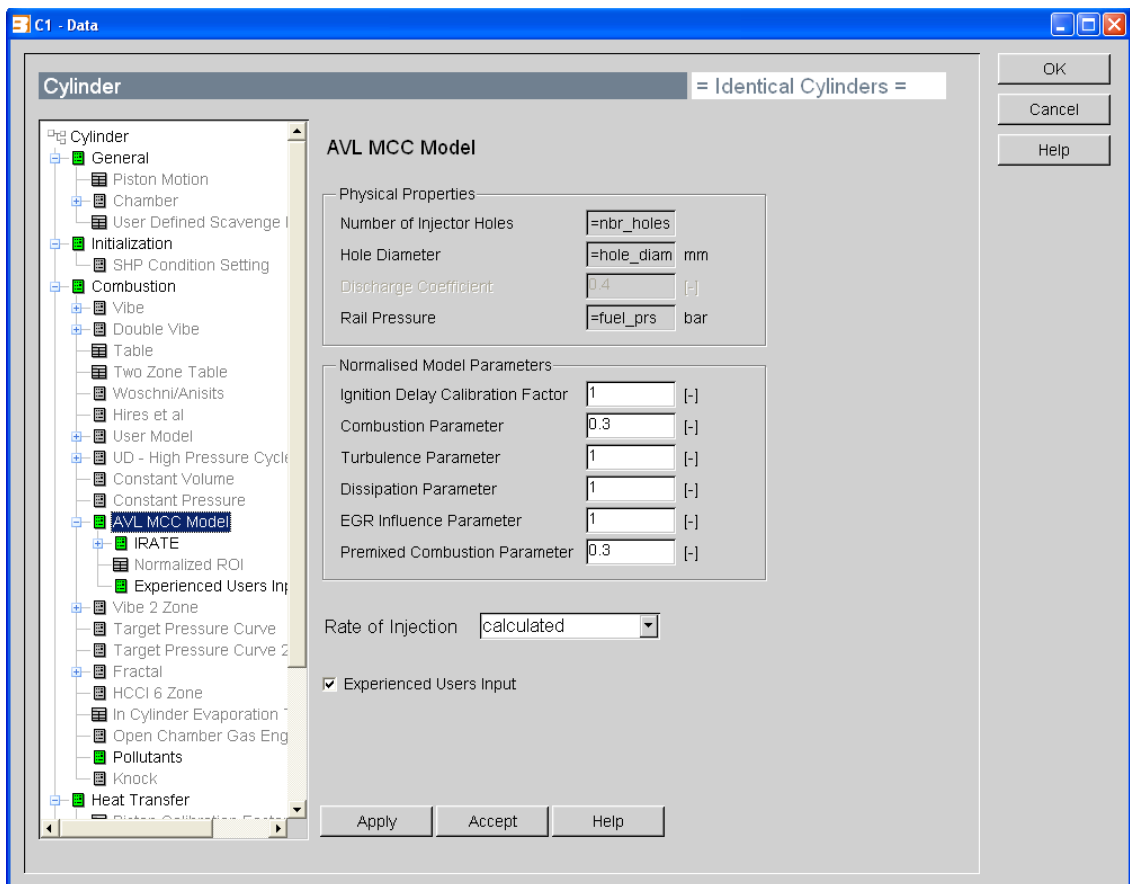 C1 - Data
Cylinder
= Identical Cylinders =
OK
Cancel
Help
Cylinder
General
Piston Motion
Chamber
User Defined Scavenge
Initialization
SHP Condition Setting
Combustion
Vibe
Double Vibe
Table
Two Zone Table
Woschni/Anisits
Hires et al
User Model
UD - High Pressure Cycle
Constant Volume
Constant Pressure
AVL MCC Model
IRATE
Normalized ROI
Experienced Users Inp
Vibe 2 Zone
Target Pressure Curve
Target Pressure Curve 2
Fractal
HCCI 6 Zone
In Cylinder Evaporation
Open Chamber Gas Eng
Pollutants
Knock
Heat Transfer
AVL MCC Model
Physical Properties
Number of Injector Holes =nbr_holes
Hole Diameter =hole_diam mm
Discharge Coefficient 0.4 [-]
Rail Pressure =fuel_prs bar
Normalised Model Parameters
Ignition Delay Calibration Factor 1 [-]
Combustion Parameter 0.3 [-]
Turbulence Parameter 1 [-]
Dissipation Parameter 1 [-]
EGR Influence Parameter 1 [-]
Premixed Combustion Parameter 0.3 [-]
Rate of Injection calculated
Experienced Users Input
Apply Accept Help